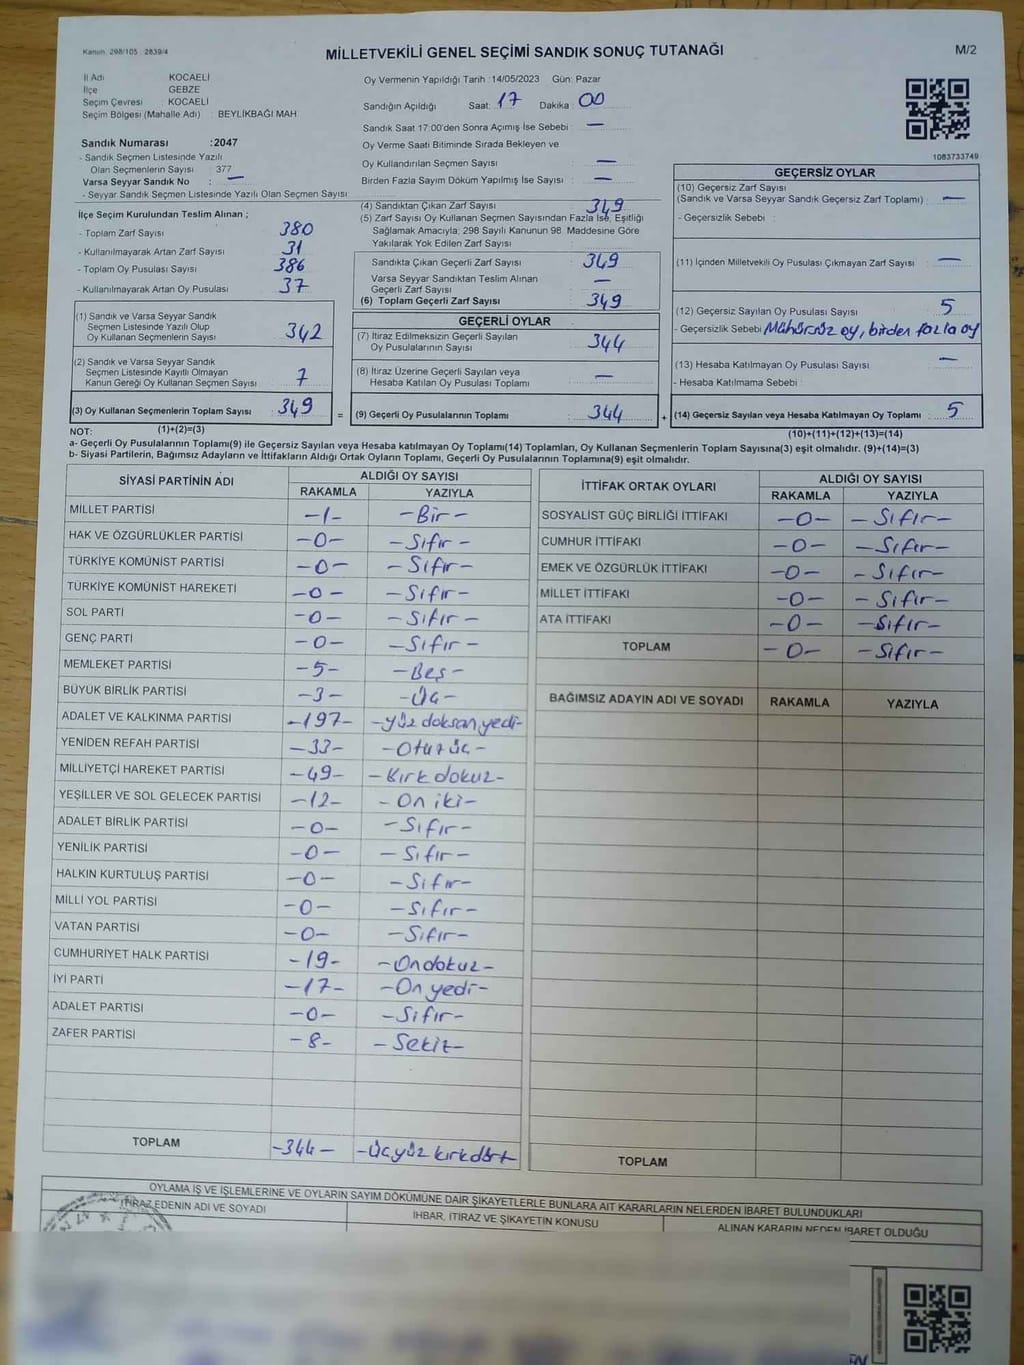 Kanun. 298/105 : 2839/4
MİLLETVEKİLİ GENEL SEÇİMİ SANDIK SONUÇ TUTANAĞI
M/2
İl Adı : KOCAELİ
İlçe : GEBZE
Seçim Çevresi : KOCAELİ
Seçim Bölgesi (Mahalle Adı) : BEYLİKBAĞI MAH
Sandık Numarası :2047
- Sandık Seçmen Listesinde Yazılı
Olan Seçmenlerin Sayısı : 377
Varsa Seyyar Sandık No : —
- Seyyar Sandık Seçmen Listesinde Yazılı Olan Seçmen Sayısı:
Oy Vermenin Yapıldığı Tarih :14/05/2023 Gün: Pazar
Sandığın Açıldığı Saat: 17 Dakika : 00
Sandık Saat 17:00'den Sonra Açımış İse Sebebi : —
Oy Verme Saati Bitiminde Sırada Bekleyen ve
Oy Kullandırılan Seçmen Sayısı : —
Birden Fazla Sayım Döküm Yapılmış İse Sayısı : —
1083733749
İlçe Seçim Kurulundan Teslim Alınan ;
- Toplam Zarf Sayısı : 380
- Kullanılmayarak Artan Zarf Sayısı : 31
- Toplam Oy Pusulası Sayısı : 386
- Kullanılmayarak Artan Oy Pusulası : 37
(1) Sandık ve Varsa Seyyar Sandık
Seçmen Listesinde Yazılı Olup
Oy Kullanan Seçmenlerin Sayısı : 342
(2) Sandık ve Varsa Seyyar Sandık
Seçmen Listesinde Kayıtlı Olmayan
Kanun Gereği Oy Kullanan Seçmen Sayısı : 7
(3) Oy Kullanan Seçmenlerin Toplam Sayısı : 349
(4) Sandıktan Çıkan Zarf Sayısı : 349
(5) Zarf Sayısı Oy Kullanan Seçmen Sayısından Fazla İse, Eşitliği
Sağlamak Amacıyla; 298 Sayılı Kanunun 98. Maddesine Göre
Yakılarak Yok Edilen Zarf Sayısı :
Sandıkta Çıkan Geçerli Zarf Sayısı : 349
Varsa Seyyar Sandıktan Teslim Alınan
Geçerli Zarf Sayısı : —
(6) Toplam Geçerli Zarf Sayısı : 349
GEÇERLİ OYLAR
(7) İtiraz Edilmeksizin Geçerli Sayılan
Oy Pusulalarının Sayısı : 344
(8) İtiraz Üzerine Geçerli Sayılan veya
Hesaba Katılan Oy Pusulası Toplamı : —
= (9) Geçerli Oy Pusulalarının Toplamı : 344
GEÇERSİZ OYLAR
(10) Geçersiz Zarf Sayısı
(Sandık ve Varsa Seyyar Sandık Geçersiz Zarf Toplamı) : —
- Geçersizlik Sebebi :
(11) İçinden Milletvekili Oy Pusulası Çıkmayan Zarf Sayısı : —
(12) Geçersiz Sayılan Oy Pusulası Sayısı : 5
- Geçersizlik Sebebi : Mühürsüz oy, birden fazla oy
(13) Hesaba Katılmayan Oy Pusulası Sayısı : —
- Hesaba Katılmama Sebebi :
+ (14) Geçersiz Sayılan veya Hesaba Katılmayan Oy Toplamı : 5
NOT: (1)+(2)=(3)
(10)+(11)+(12)+(13)=(14)
a- Geçerli Oy Pusulalarının Toplamı(9) ile Geçersiz Sayılan veya Hesaba katılmayan Oy Toplamı(14) Toplamları, Oy Kullanan Seçmenlerin Toplam Sayısına(3) eşit olmalıdır. (9)+(14)=(3)
b- Siyasi Partilerin, Bağımsız Adayların ve İttifakların Aldığı Ortak Oyların Toplamı, Geçerli Oy Pusulalarının Toplamına(9) eşit olmalıdır.
SİYASİ PARTİNİN ADI ALDIĞI OY SAYISI
RAKAMLA YAZIYLA
MİLLET PARTİSİ -1- -Bir-
HAK VE ÖZGÜRLÜKLER PARTİSİ -0- -Sıfır-
TÜRKİYE KOMÜNİST PARTİSİ -0- -Sıfır-
TÜRKİYE KOMÜNİST HAREKETİ -0- -Sıfır-
SOL PARTİ -0- -Sıfır-
GENÇ PARTİ -0- -Sıfır-
MEMLEKET PARTİSİ -5- -Beş-
BÜYÜK BİRLİK PARTİSİ -3- -Üç-
ADALET VE KALKINMA PARTİSİ -197- -yüz doksan yedi-
YENİDEN REFAH PARTİSİ -33- -Otuz üç-
MİLLİYETÇİ HAREKET PARTİSİ -49- -Kırk dokuz-
YEŞİLLER VE SOL GELECEK PARTİSİ -12- -On iki-
ADALET BİRLİK PARTİSİ -0- -Sıfır-
YENİLİK PARTİSİ -0- -Sıfır-
HALKIN KURTULUŞ PARTİSİ -0- -Sıfır-
MİLLİ YOL PARTİSİ -0- -Sıfır-
VATAN PARTİSİ -0- -Sıfır-
CUMHURİYET HALK PARTİSİ -19- -On dokuz-
İYİ PARTİ -17- -On yedi-
ADALET PARTİSİ -0- -Sıfır-
ZAFER PARTİSİ -8- -Sekiz-
TOPLAM -344- -Üçyüz kırk dört
İTTİFAK ORTAK OYLARI ALDIĞI OY SAYISI
RAKAMLA YAZIYLA
SOSYALİST GÜÇ BİRLİĞİ İTTİFAKI -0- -Sıfır-
CUMHUR İTTİFAKI -0- -Sıfır-
EMEK VE ÖZGÜRLÜK İTTİFAKI -0- -Sıfır-
MİLLET İTTİFAKI -0- -Sıfır-
ATA İTTİFAKI -0- -Sıfır-
TOPLAM -0- -Sıfır-
BAĞIMSIZ ADAYIN ADI VE SOYADI RAKAMLA YAZIYLA
TOPLAM
OYLAMA İŞ VE İŞLEMLERİNE VE OYLARIN SAYIM DÖKÜMÜNE DAİR ŞİKAYETLERLE BUNLARA AİT KARARLARIN NELERDEN İBARET BULUNDUKLARI
İTİRAZ EDENİN ADI VE SOYADI
İHBAR, İTİRAZ VE ŞİKAYETİN KONUSU
ALINAN KARARIN NEDEN İBARET OLDUĞU